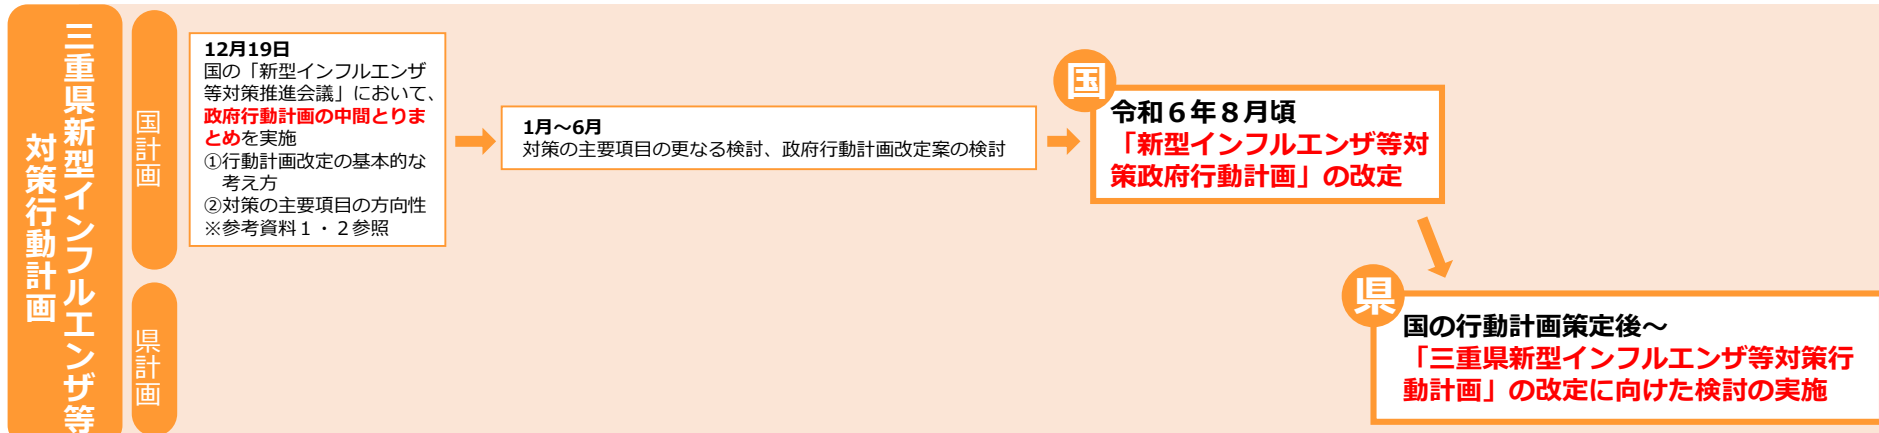 三重県新型インフルエンザ等
対策行動計画
国計画
12月19日
国の「新型インフルエンザ
等対策推進会議」において、
政府行動計画の中間とりま
とめを実施
①行動計画改定の基本的な
考え方
②対策の主要項目の方向性
※参考資料１・２参照
1月～6月
対策の主要項目の更なる検討、政府行動計画改定案の検討
国
令和６年８月頃
「新型インフルエンザ等対
策政府行動計画」の改定
県計画
県
国の行動計画策定後～
「三重県新型インフルエンザ等対策行
動計画」の改定に向けた検討の実施